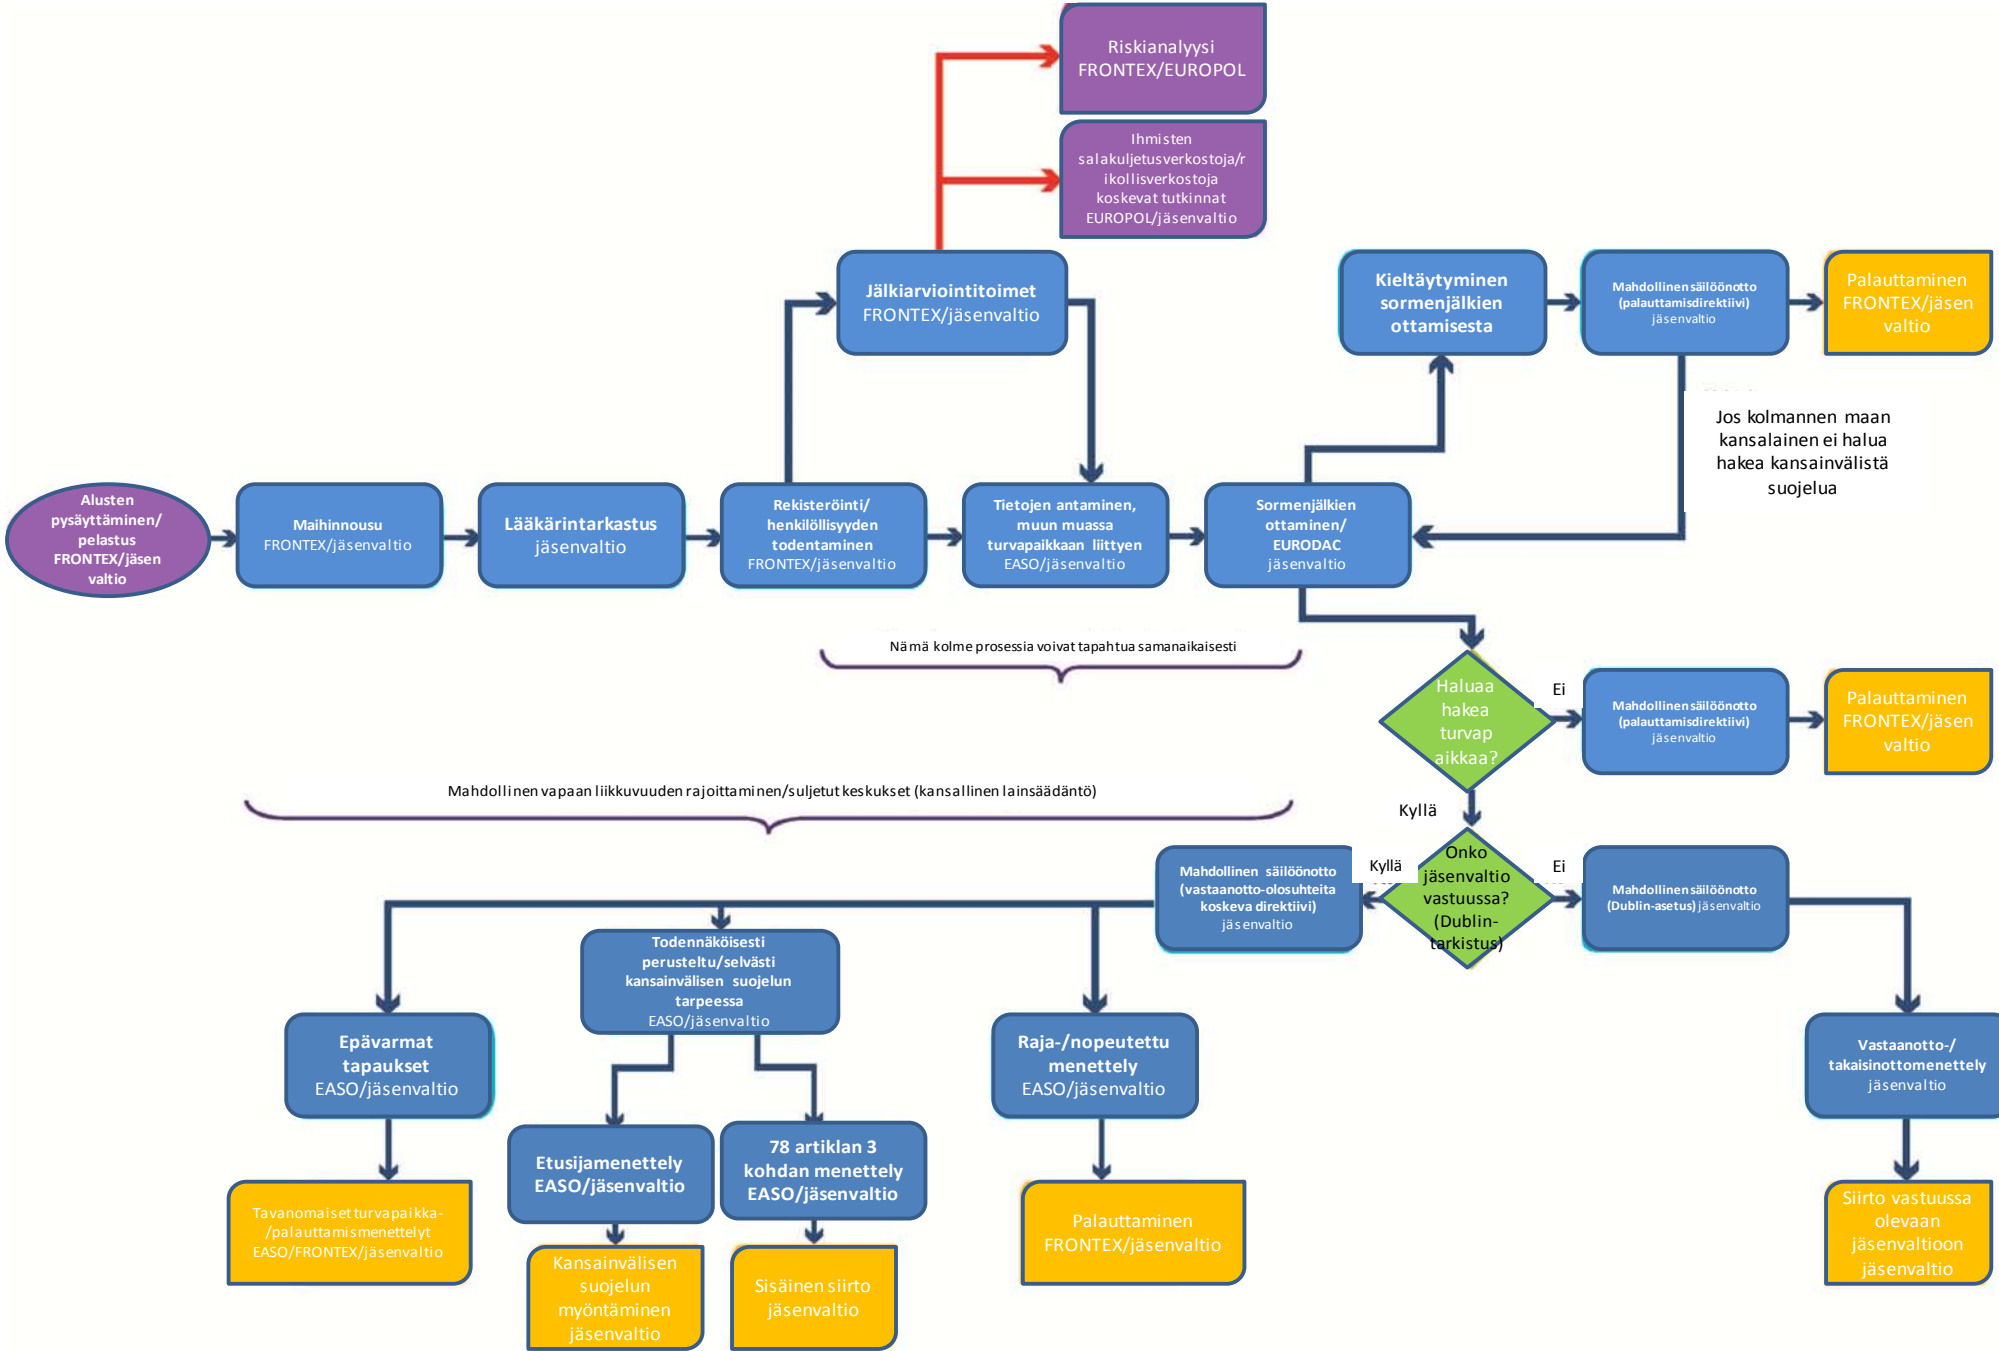 Riskianalyysi
FRONTEX/EUROPOL
Ihmisten
salakuljetusverkostoja/r
ikollisverkostoja
koskevat tutkinnat
EUROPOL/jäsenvaltio
Jälkiarviointitoimet
FRONTEX/jäsenvaltio
Kieltäytyminen
sormenjälkien
ottamisesta
Mahdollinen säilöönotto
(palauttamisdirektiivi)
jäsenvaltio
Palauttaminen
FRONTEX/jäsen
valtio
Jos kolmannen maan
kansalainen ei halua
hakea kansainvälistä
suojelua
Alusten
pysäyttäminen/
pelastus
FRONTEX/jäsen
valtio
Maihinnousu
FRONTEX/jäsenvaltio
Lääkärintarkastus
jäsenvaltio
Rekisteröinti/
henkilöllisyyden
todentaminen
FRONTEX/jäsenvaltio
Tietojen antaminen,
muun muassa
turvapaikkaan liittyen
EASO/jäsenvaltio
Sormenjälkien
ottaminen/
EURODAC
jäsenvaltio
Nämä kolme prosessia voivat tapahtua samanaikaisesti
Haluaa
hakea
turvap
aikkaa?
Ei
Mahdollinen säilöönotto
(palauttamisdirektiivi)
jäsenvaltio
Palauttaminen
FRONTEX/jäsen
valtio
Mahdollinen vapaan liikkuvuuden rajoittaminen/suljetut keskukset (kansallinen lainsäädäntö)
Kyllä
Mahdollinen säilöönotto
(vastaanotto-olosuhteita
koskeva direktiivi)
jäsenvaltio
Kyllä
Onko
jäsenvaltio
vastuussa?
(Dublin-
tarkistus)
Ei
Mahdollinen säilöönotto
(Dublin-asetus) jäsenvaltio
Todennäköisesti
perusteltu/selvästi
kansainvälisen suojelun
tarpeessa
EASO/jäsenvaltio
Epävarmat
tapaukset
EASO/jäsenvaltio
Raja-/nopeutettu
menettely
EASO/jäsenvaltio
Vastaanotto-/
takaisinottomenettely
jäsenvaltio
Etusijamenettely
EASO/jäsenvaltio
78 artiklan 3
kohdan menettely
EASO/jäsenvaltio
Tavanomaiset turvapaikka-
/palauttamismenettelyt
EASO/FRONTEX/jäsenvaltio
Kansainvälisen
suojelun
myöntäminen
jäsenvaltio
Sisäinen siirto
jäsenvaltio
Palauttaminen
FRONTEX/jäsenvaltio
Siirto vastuussa
olevaan
jäsenvaltioon
jäsenvaltio